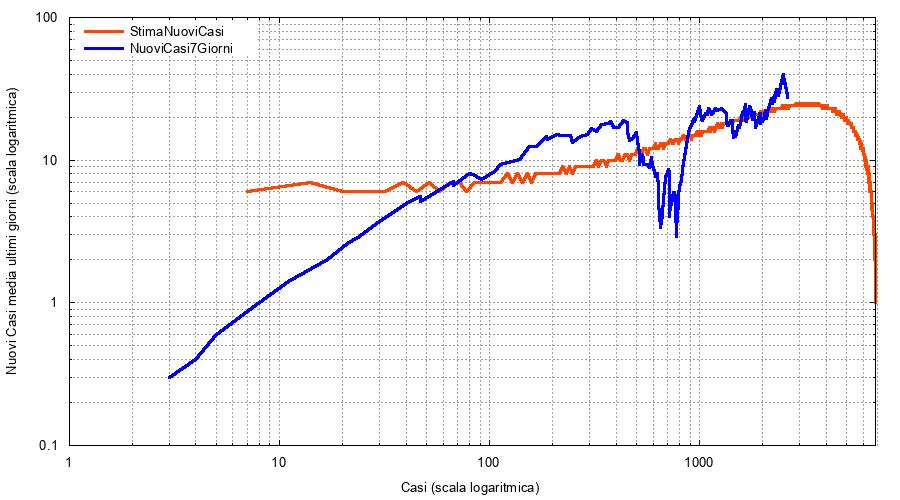 100
StimaNuoviCasi
NuoviCasi7Giorni
10
1
0.1
Nuovi Casi media ultimi giorni (scala logaritmica)
1 10 100 1000
Casi (scala logaritmica)